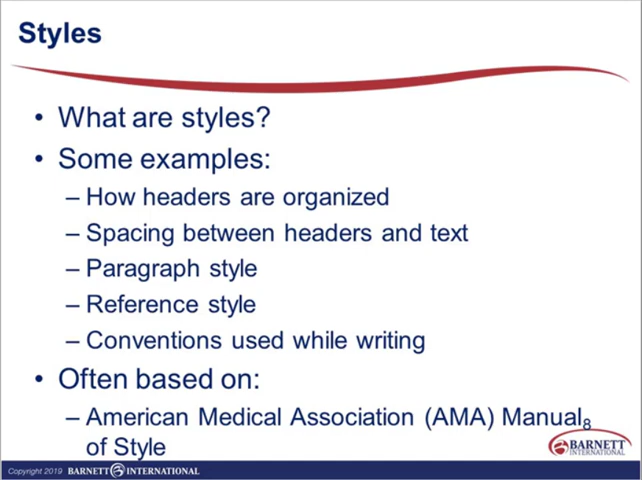 Styles
• What are styles?
• Some examples:
– How headers are organized
– Spacing between headers and text
– Paragraph style
– Reference style
– Conventions used while writing
• Often based on:
– American Medical Association (AMA) Manual
of Style
8
BARNETT
INTERNATIONAL
Copyright 2019 BARNETT INTERNATIONAL